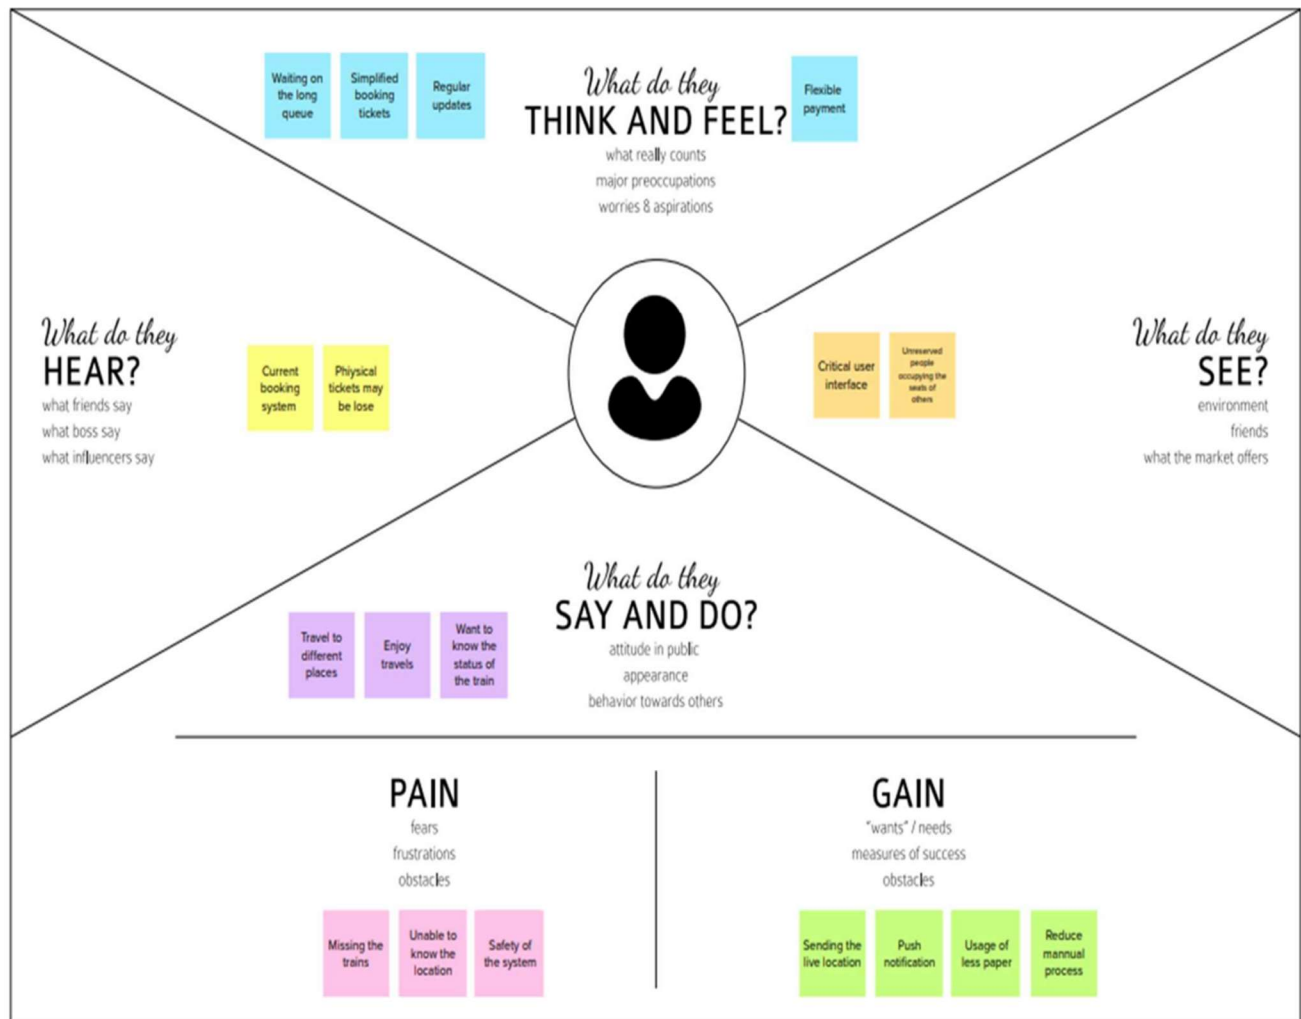 Waiting on
the long
queue
Simplified
booking
tickets
Regular
updates
What do they
THINK AND FEEL?
what really counts
major preoccupations
worries & aspirations
Flexible
payment
What do they
HEAR?
what friends say
what boss say
what influencers say
Current
booking
system
Phiysical
tickets may
be lose
Critical user
interface
Unreserved
people
occupying the
seats of
others
What do they
SEE?
environment
friends
what the market offers
What do they
SAY AND DO?
attitude in public
appearance
behavior towards others
Travel to
different
places
Enjoy
travels
Want to
know the
status of
the train
PAIN
fears
frustrations
obstacles
Missing the
trains
Unable to
know the
location
Safety of
the system
GAIN
"wants" / needs
measures of success
obstacles
Sending the
live location
Push
notification
Usage of
less paper
Reduce
mannual
process